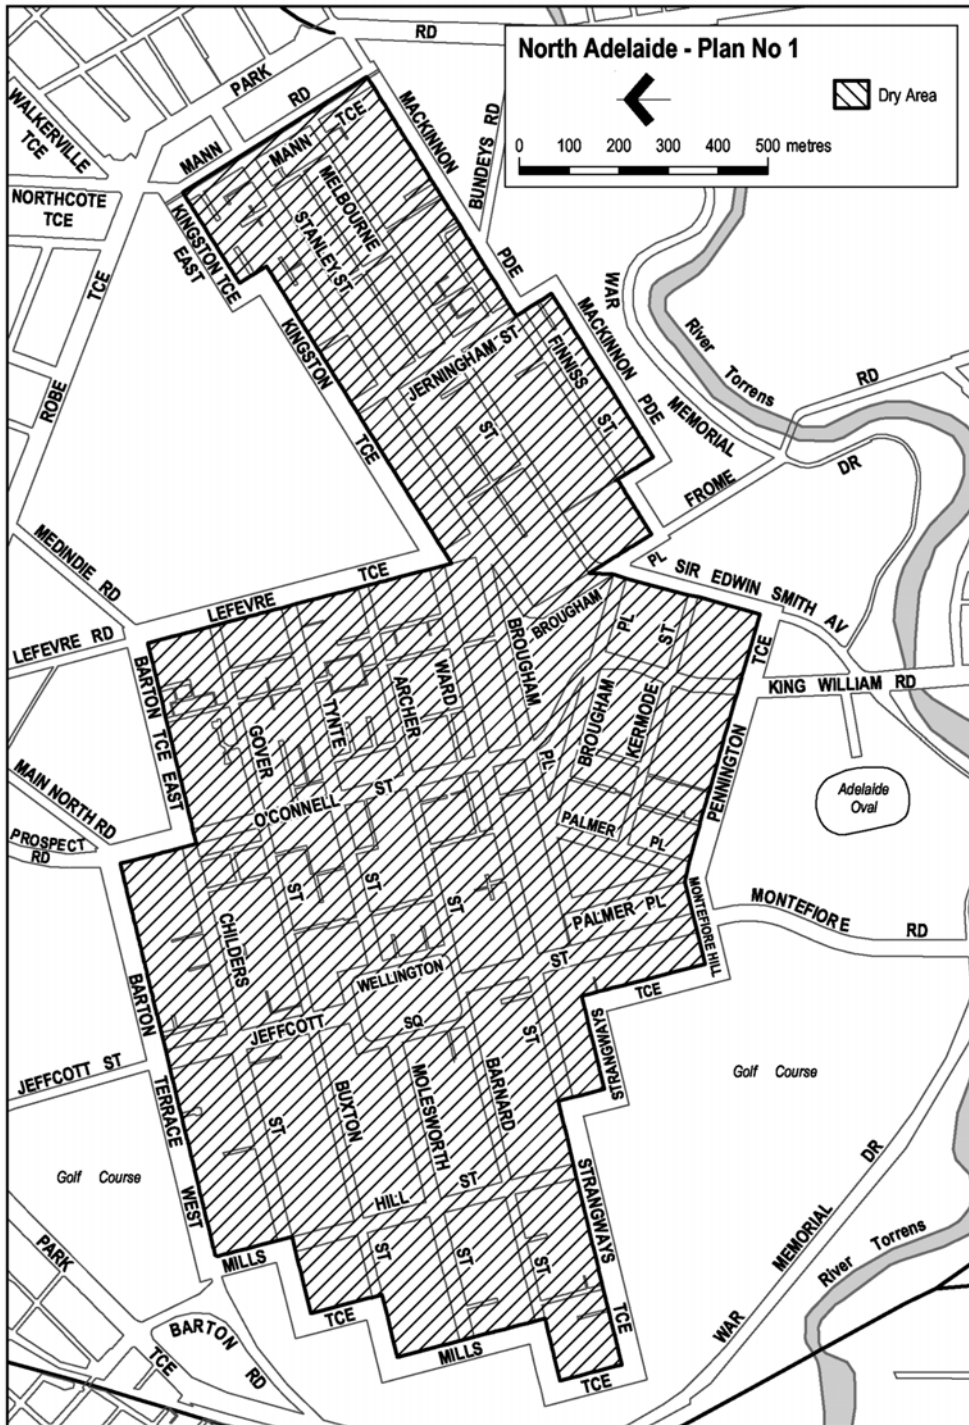 North Adelaide - Plan No 1
Dry Area
0 100 200 300 400 500 metres
RD
PARK
RD
WALKERVILLE
TCE
MANN
MANN TCE
MACKINNON
BUNDEYS RD
NORTHCOTE
TCE
KINGSTON TCE
EAST
MELBOURNE
STANLEY ST
PDE
WAR
TCE
KINGSTON
MACKINNON
River
Torrens
JERNINGHAM ST
FINNISS
ROBE
PDE
RD
ST
ST
MEMORIAL
TCE
DR
FROME
MEDINDIE RD
TCE
PL
SIR EDWIN SMITH AV
LEFEVRE
LEFEVRE RD
BROUGHAM
PL
ST
TCE
BARTON TCE EAST
BROUGHAM
WARD
ARCHER
TYNTE
GOVER
KING WILLIAM RD
BROUGHAM
KERMODE
PENNINGTON
PL
MAIN NORTH RD
Adelaide
Oval
O'CONNELL ST
PROSPECT
RD
PALMER
PL
ST
ST
ST
CHILDERS
PALMER PL
MONTEFIORE HILL
MONTEFIORE
RD
WELLINGTON
ST
TCE
BARTON
JEFFCOTT
SQ
ST
STRANGWAYS
JEFFCOTT ST
TERRACE
BARNARD
MOLESWORTH
BUXTON
ST
Golf Course
Golf Course
DR
STRANGWAYS
HILL
ST
WEST
MEMORIAL
River Torrens
PARK
MILLS
ST
ST
ST
TCE
TCE
WAR
BARTON
RD
TCE
MILLS
TCE